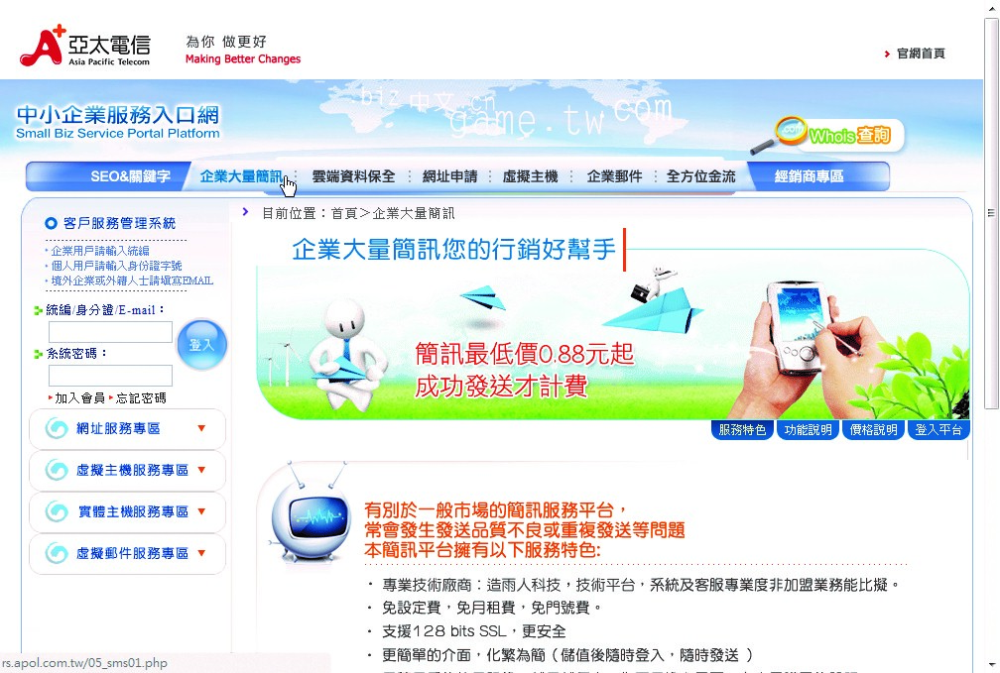 亞太電信
Asia Pacific Telecom
為你 做更好
Making Better Changes
官網首頁
中小企業服務入口網
Small Biz Service Portal Platform
.biz 中文.cn
game.tw
com
.com
Whois查詢
SEO&關鍵字
企業大量簡訊
雲端資料保全
網址申請
虛擬主機
企業郵件
全方位金流
經銷商專區
客戶服務管理系統
企業用戶請輸入統編
個人用戶請輸入身份證字號
境外企業或外籍人士請填寫EMAIL
統編/身分證/E-mail：
系統密碼：
登入
加入會員
忘記密碼
網址服務專區
虛擬主機服務專區
實體主機服務專區
虛擬郵件服務專區
目前位置：首頁＞企業大量簡訊
企業大量簡訊您的行銷好幫手
簡訊最低價0.88元起
成功發送才計費
服務特色
功能說明
價格說明
登入平台
有別於一般市場的簡訊服務平台，
常會發生發送品質不良或重複發送等問題
本簡訊平台擁有以下服務特色:
・ 專業技術廠商：造雨人科技，技術平台，系統及客服專業度非加盟業務能比擬。
・ 免設定費，免月租費，免門號費。
・ 支援128 bits SSL，更安全
・ 更簡單的介面，化繁為簡（儲值後隨時登入，隨時發送 ）
rs.apol.com.tw/05_sms01.php